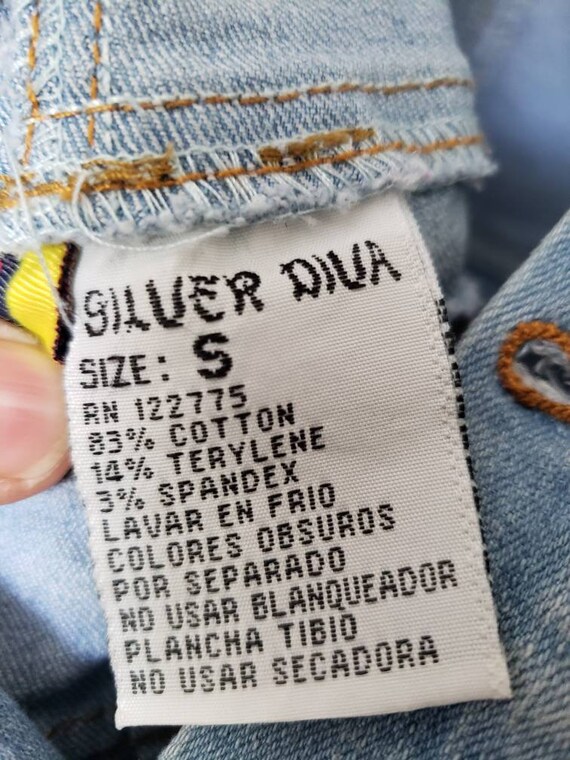 SILVER DIVA
SIZE: S
RN 122775
83% COTTON
14% TERYLENE
3% SPANDEX
LAVAR EN FRIO
COLORES OBSUROS
POR SEPARADO
NO USAR BLANQUEADOR
PLANCHA TIBIO
NO USAR SECADORA